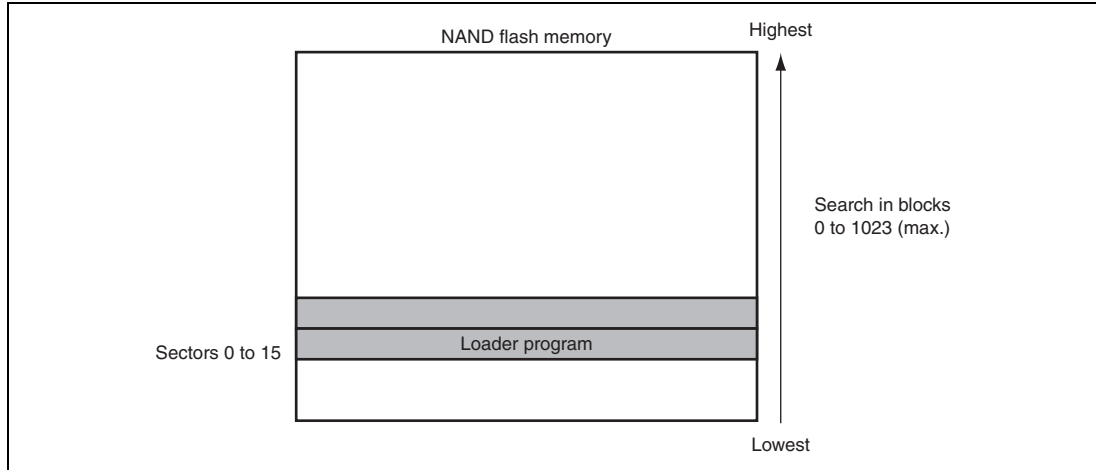 NAND flash memory
Highest
Search in blocks
0 to 1023 (max.)
Sectors 0 to 15
Loader program
Lowest